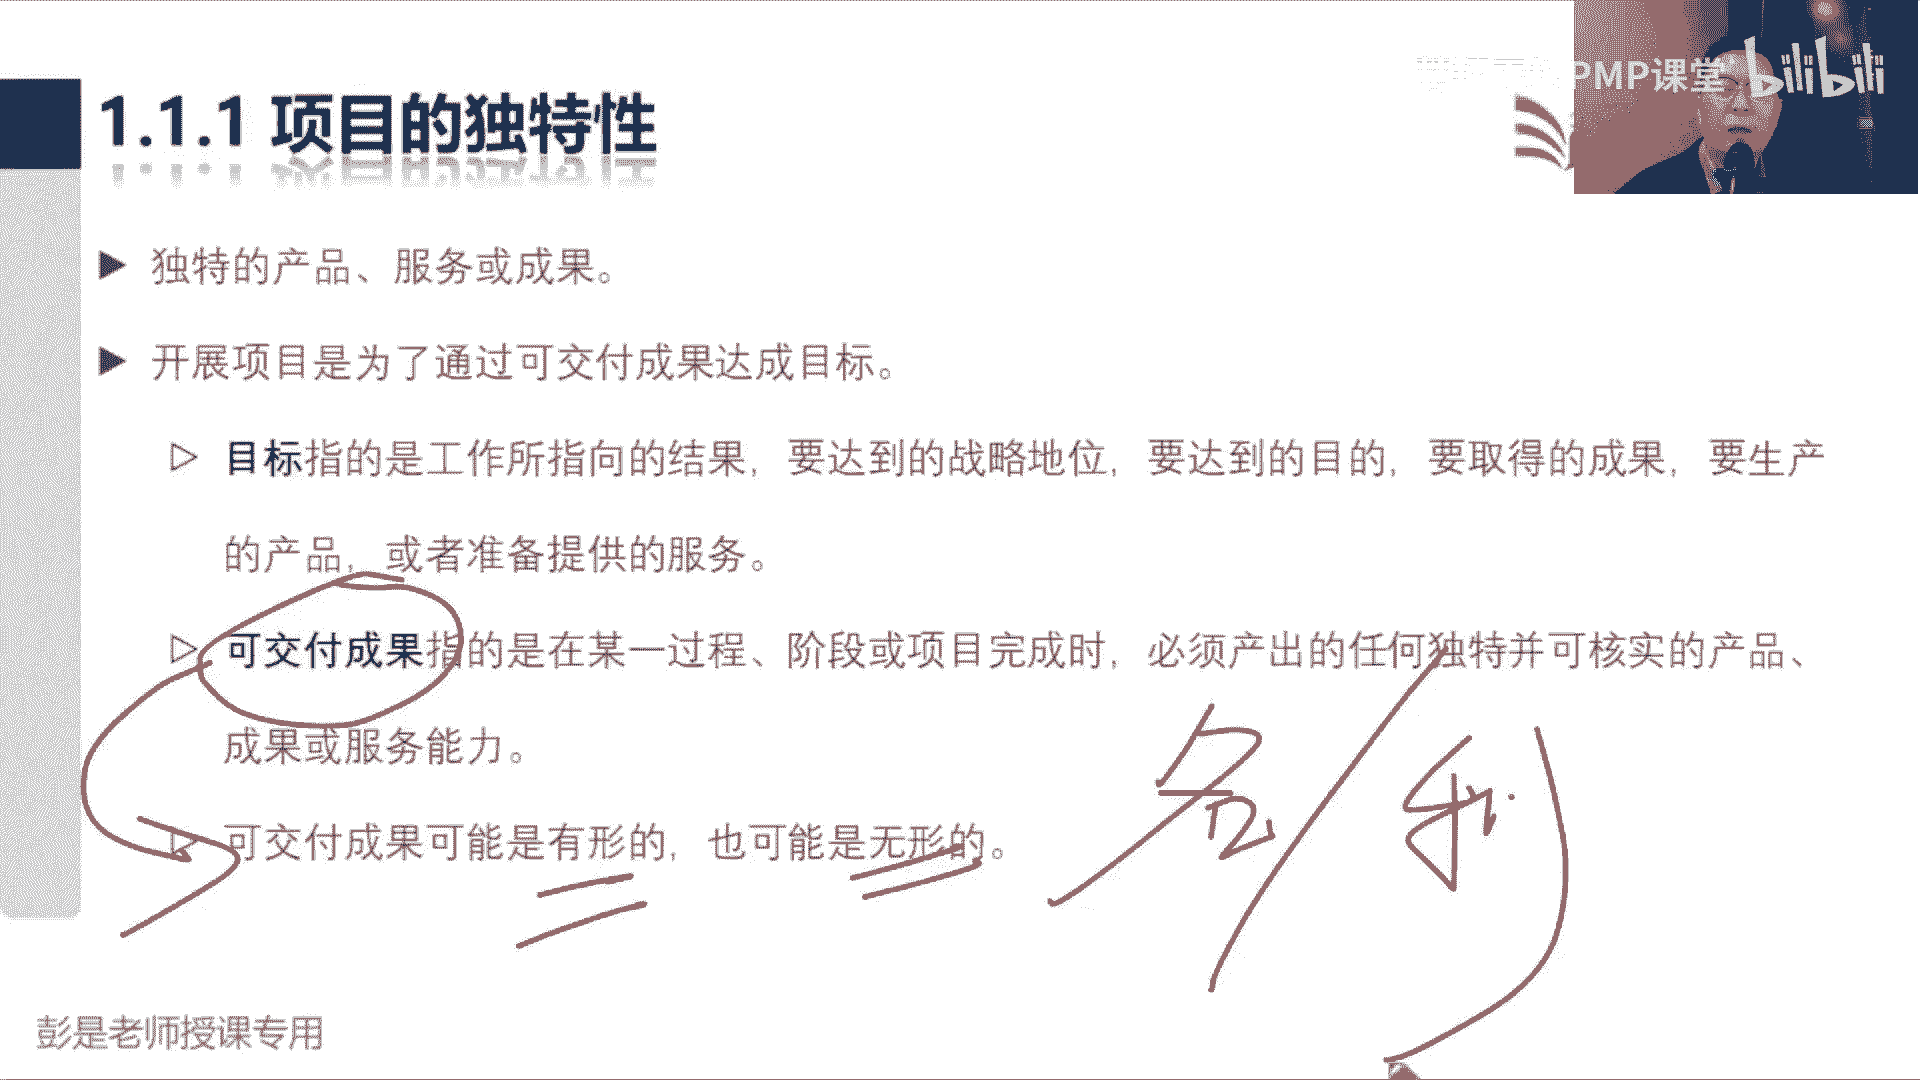 PMP课堂 bilibili
1.1.1 项目的独特性
独特的产品、服务或成果。
开展项目是为了通过可交付成果达成目标。
目标指的是工作所指向的结果，要达到的战略地位，要达到的目的，要取得的成果，要生产
的产品，或者准备提供的服务。
可交付成果指的是在某一过程、阶段或项目完成时，必须产出的任何独特并可核实的产品、
成果或服务能力。
可交付成果可能是有形的，也可能是无形的。
名 利
彭是老师授课专用